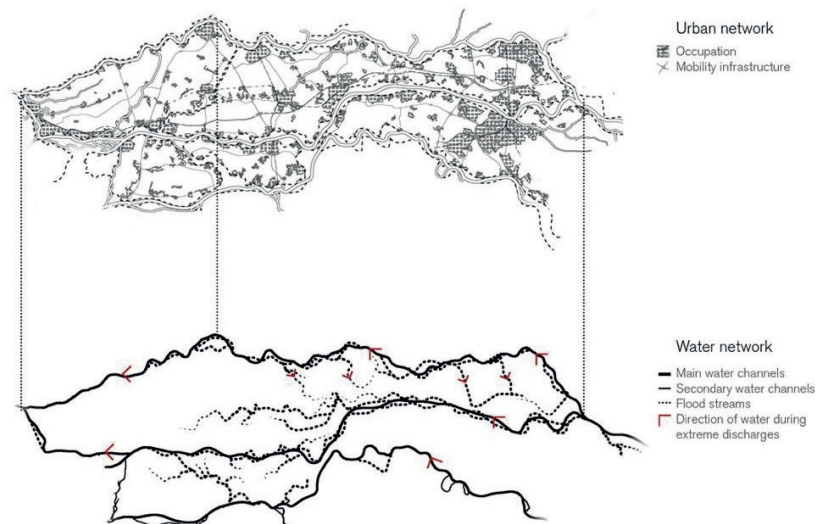 Urban network
Occupation
Mobility infrastructure
Water network
Main water channels
Secondary water channels
Flood streams
Direction of water during
extreme discharges